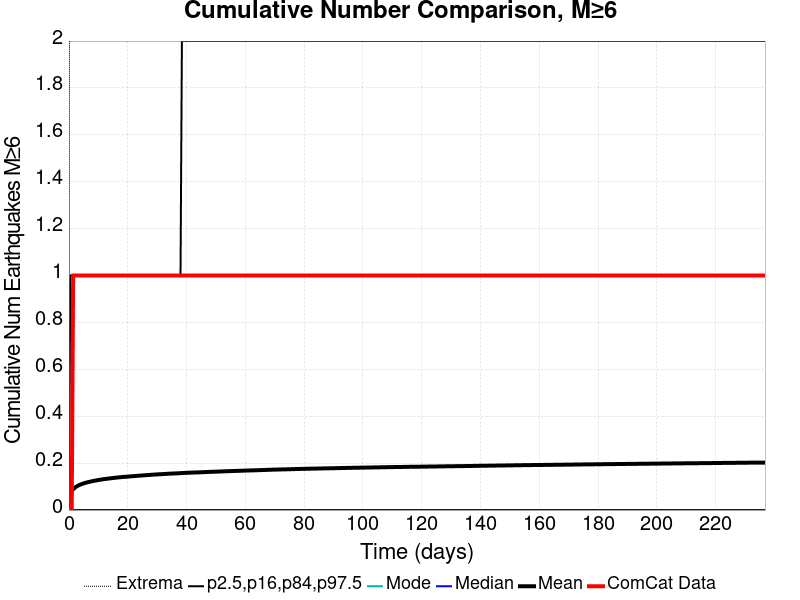 Cumulative Number Comparison, M≥6
Cumulative Num Earthquakes M≥6
2
1.8
1.6
1.4
1.2
1
0.8
0.6
0.4
0.2
0
0 20 40 60 80 100 120 140 160 180 200 220
Time (days)
Extrema p2.5,p16,p84,p97.5 Mode Median Mean ComCat Data